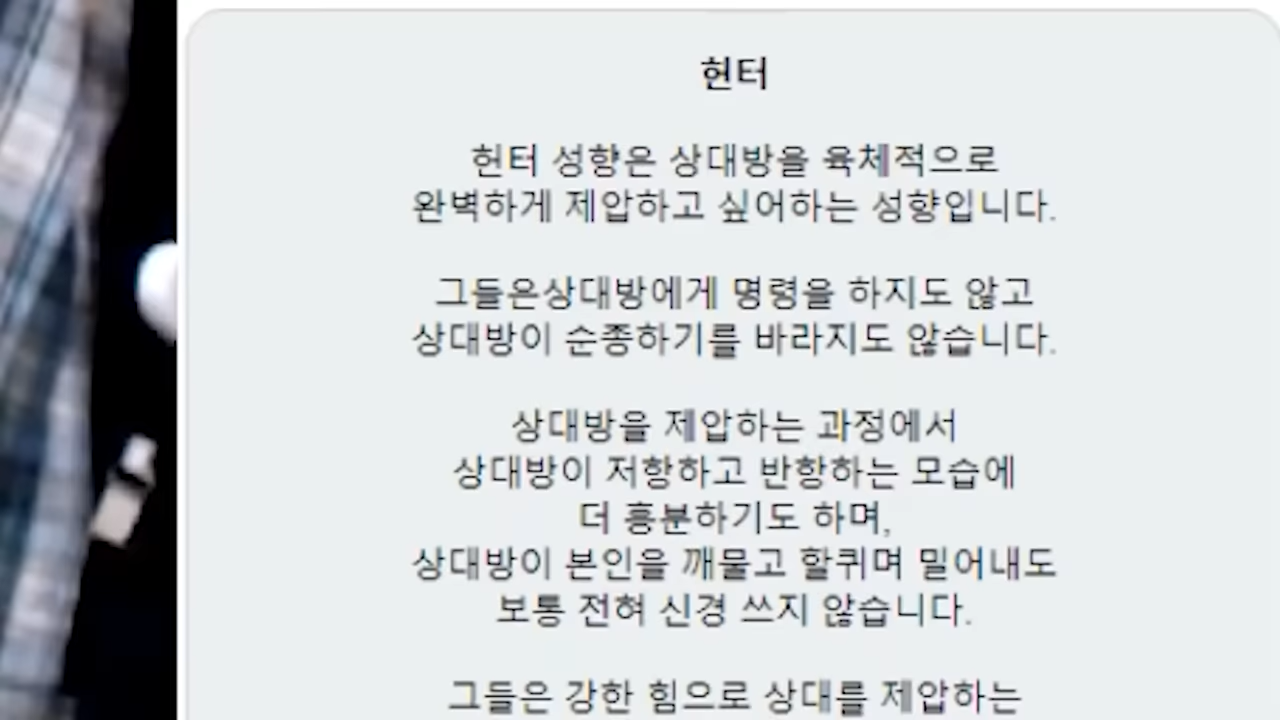 헌터
헌터 성향은 상대방을 육체적으로
완벽하게 제압하고 싶어하는 성향입니다.
그들은상대방에게 명령을 하지도 않고
상대방이 순종하기를 바라지도 않습니다.
상대방을 제압하는 과정에서
상대방이 저항하고 반항하는 모습에
더 흥분하기도 하며,
상대방이 본인을 깨물고 할퀴며 밀어내도
보통 전혀 신경 쓰지 않습니다.
그들은 강한 힘으로 상대를 제압하는